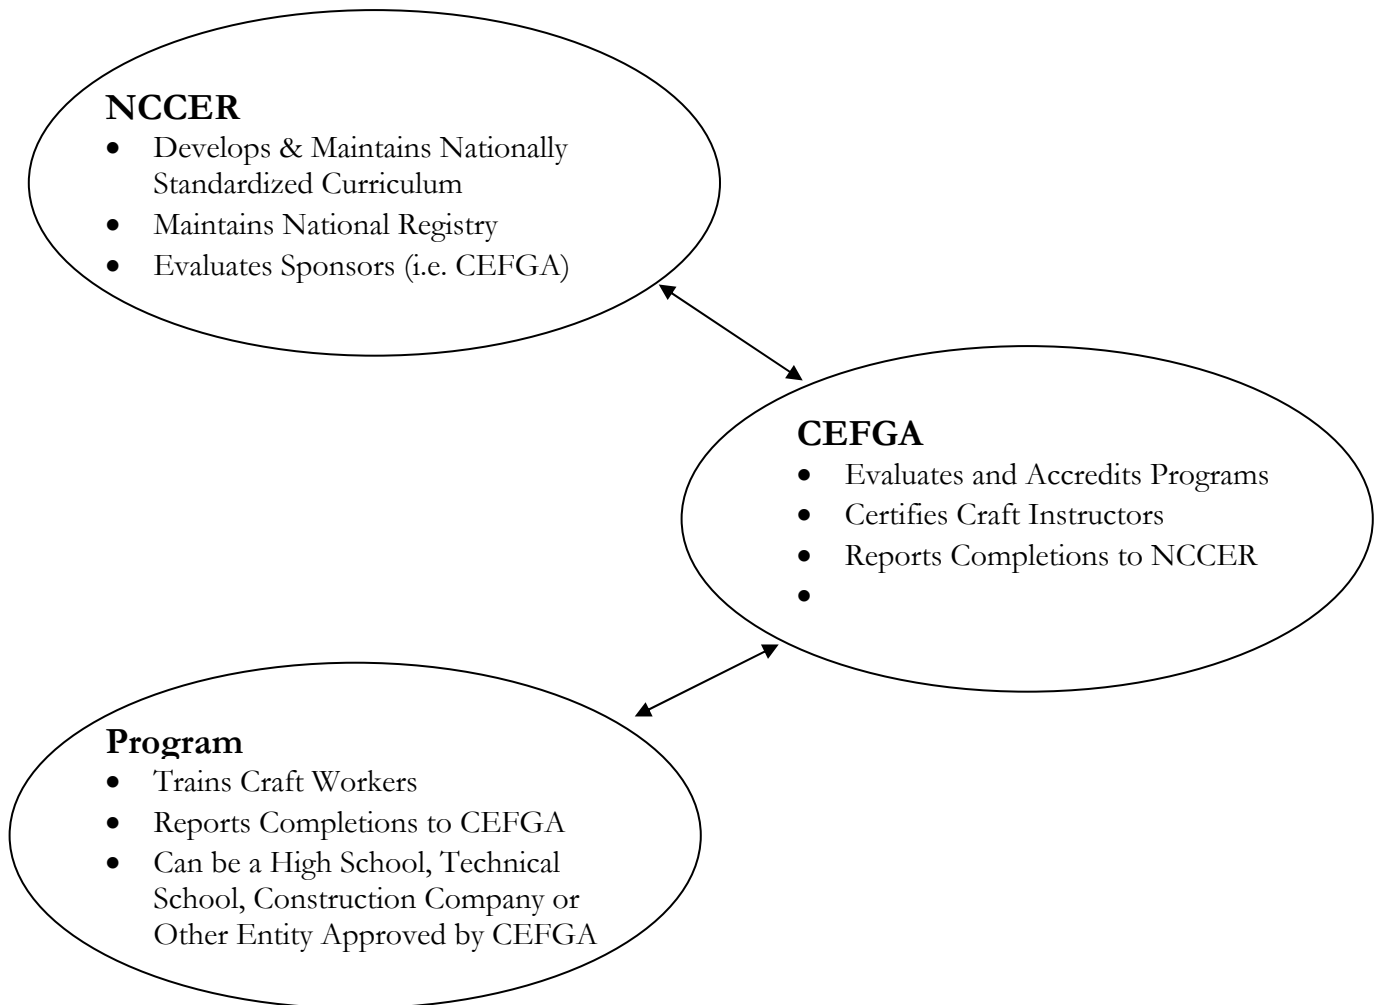 NCCER
• Develops & Maintains Nationally
Standardized Curriculum
• Maintains National Registry
• Evaluates Sponsors (i.e. CEFGA)
CEFGA
• Evaluates and Accredits Programs
• Certifies Craft Instructors
• Reports Completions to NCCER
•
Program
• Trains Craft Workers
• Reports Completions to CEFGA
• Can be a High School, Technical
School, Construction Company or
Other Entity Approved by CEFGA